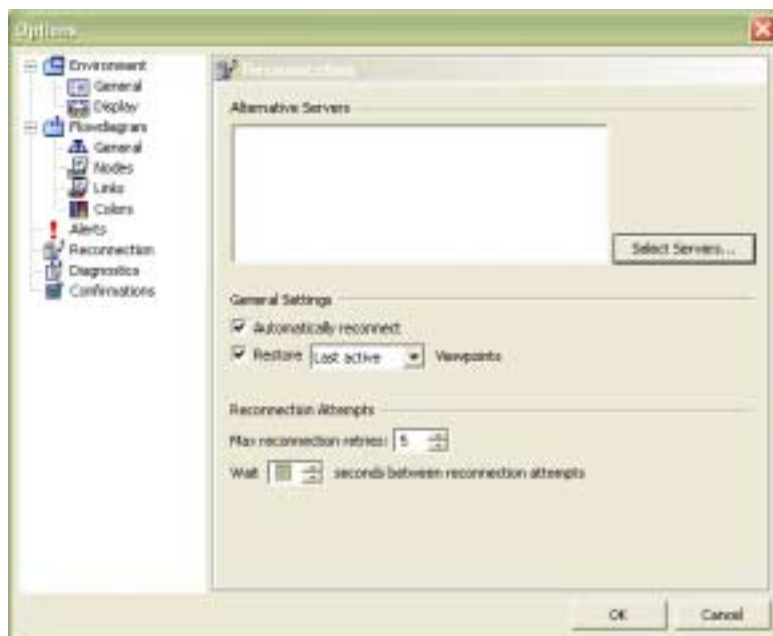 Options
Environment
General
Display
Flowdiagram
General
Nodes
Links
Colors
Alerts
Reconnection
Diagnostics
Confirmations
Alternative Servers
Select Servers...
General Settings
Automatically reconnect
Restore Last active Viewpoints
Reconnection Attempts
Max reconnection retries: 5
Wait seconds between reconnection attempts
OK
Cancel